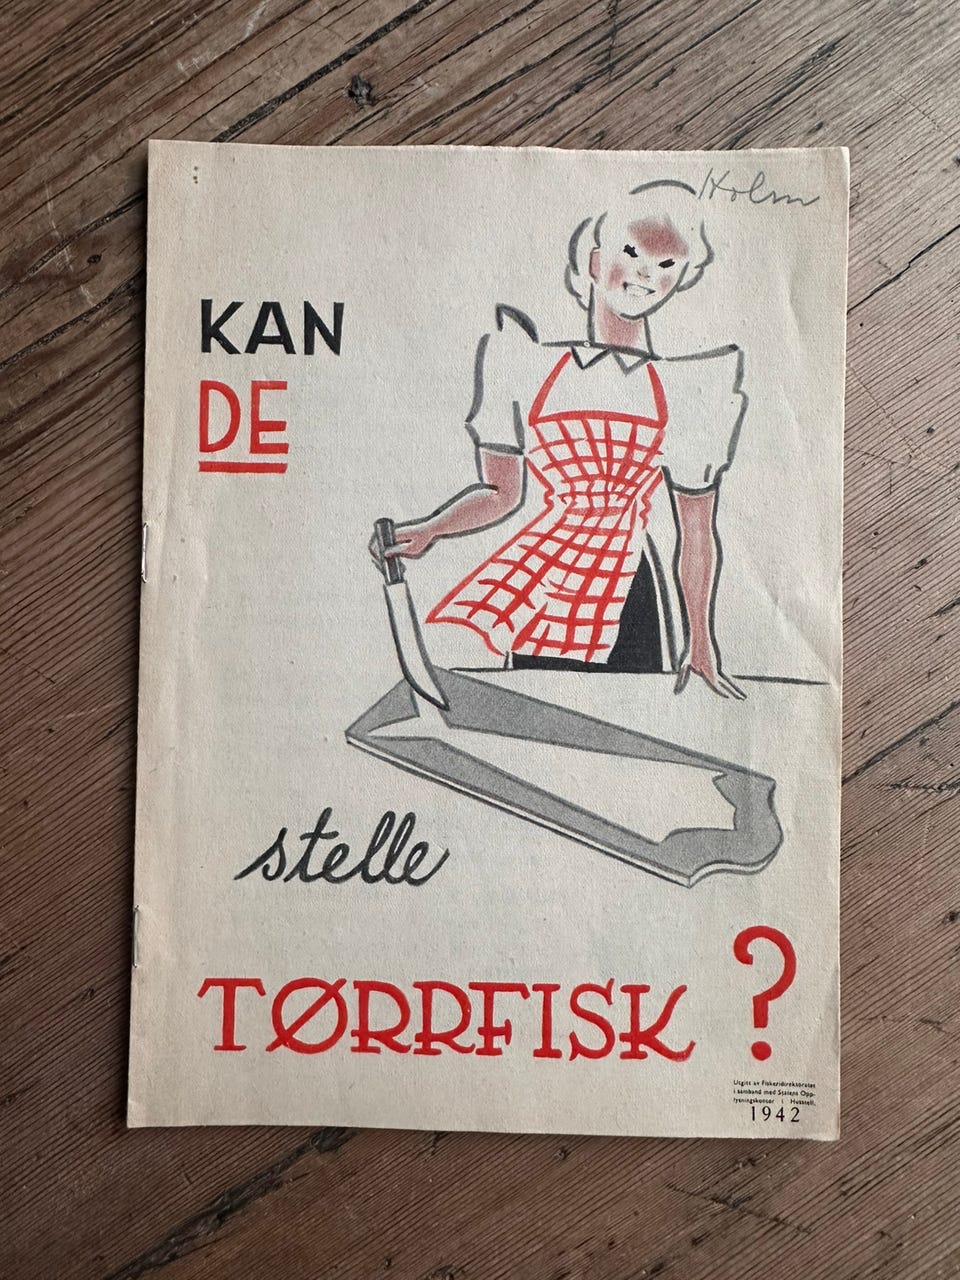 Holm
KAN
DE
stelle
TØRRFISK ?
Utgitt av Fiskeridirektoratet
i samband med Statens Opp-
lysningskontor i Husstell.
1942